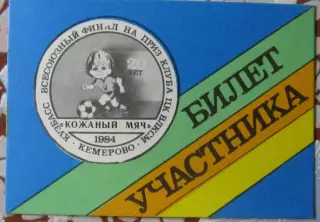 ВСЕСОЮЗНЫЙ ФИНАЛ НА ПРИЗ КЛУБА ЦК ВЛКСМ
20
ЛЕТ
«КОЖАНЫЙ МЯЧ»
1984
КУЗБАСС - КЕМЕРОВО -
БИЛЕТ
УЧАСТНИКА